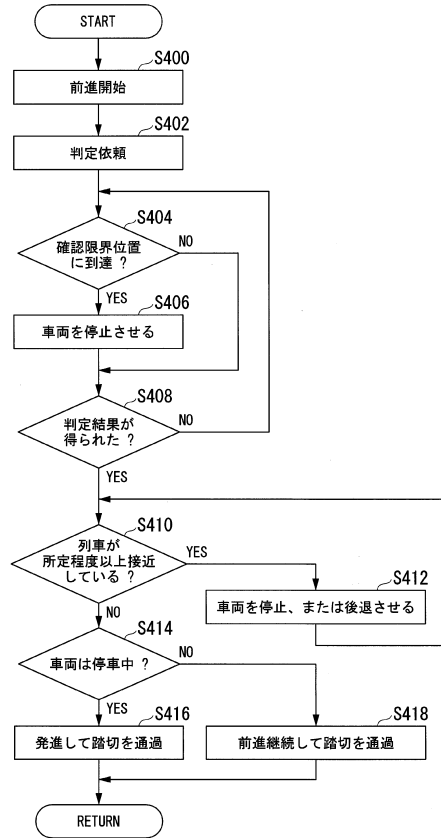 START
S400
前進開始
S402
判定依頼
S404
確認限界位置
に到達 ?
NO
YES
S406
車両を停止させる
S408
判定結果が
得られた ?
NO
YES
S410
列車が
所定程度以上接近
している ?
YES
NO
S412
車両を停止、または後退させる
S414
車両は停車中 ?
NO
YES
S416
発進して踏切を通過
S418
前進継続して踏切を通過
RETURN